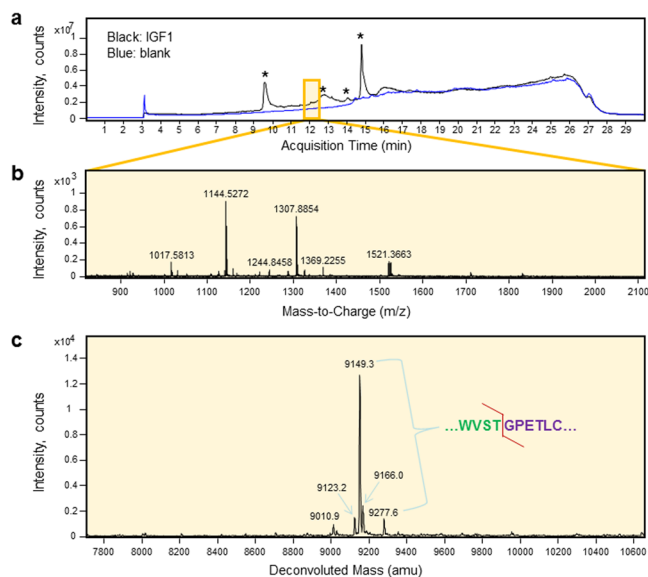 a
x10⁷
Black: IGF1
Blue: blank
Intensity, counts
1
0.8
0.6
0.4
0.2
0
* * * *
1 2 3 4 5 6 7 8 9 10 11 12 13 14 15 16 17 18 19 20 21 22 23 24 25 26 27 28 29
Acquisition Time (min)
b
x10³
Intensity, counts
1
0.8
0.6
0.4
0.2
0
1144.5272
1307.8854
1017.5813
1244.8458
1369.2255
1521.3663
900 1000 1100 1200 1300 1400 1500 1600 1700 1800 1900 2000 2100
Mass-to-Charge (m/z)
c
x10⁴
Intensity, counts
1.4
1.2
1
0.8
0.6
0.4
0.2
0
9149.3
...WVSTGPETLC...
9166.0
9123.2
9010.9
9277.6
7800 8000 8200 8400 8600 8800 9000 9200 9400 9600 9800 10000 10200 10400 10600
Deconvoluted Mass (amu)